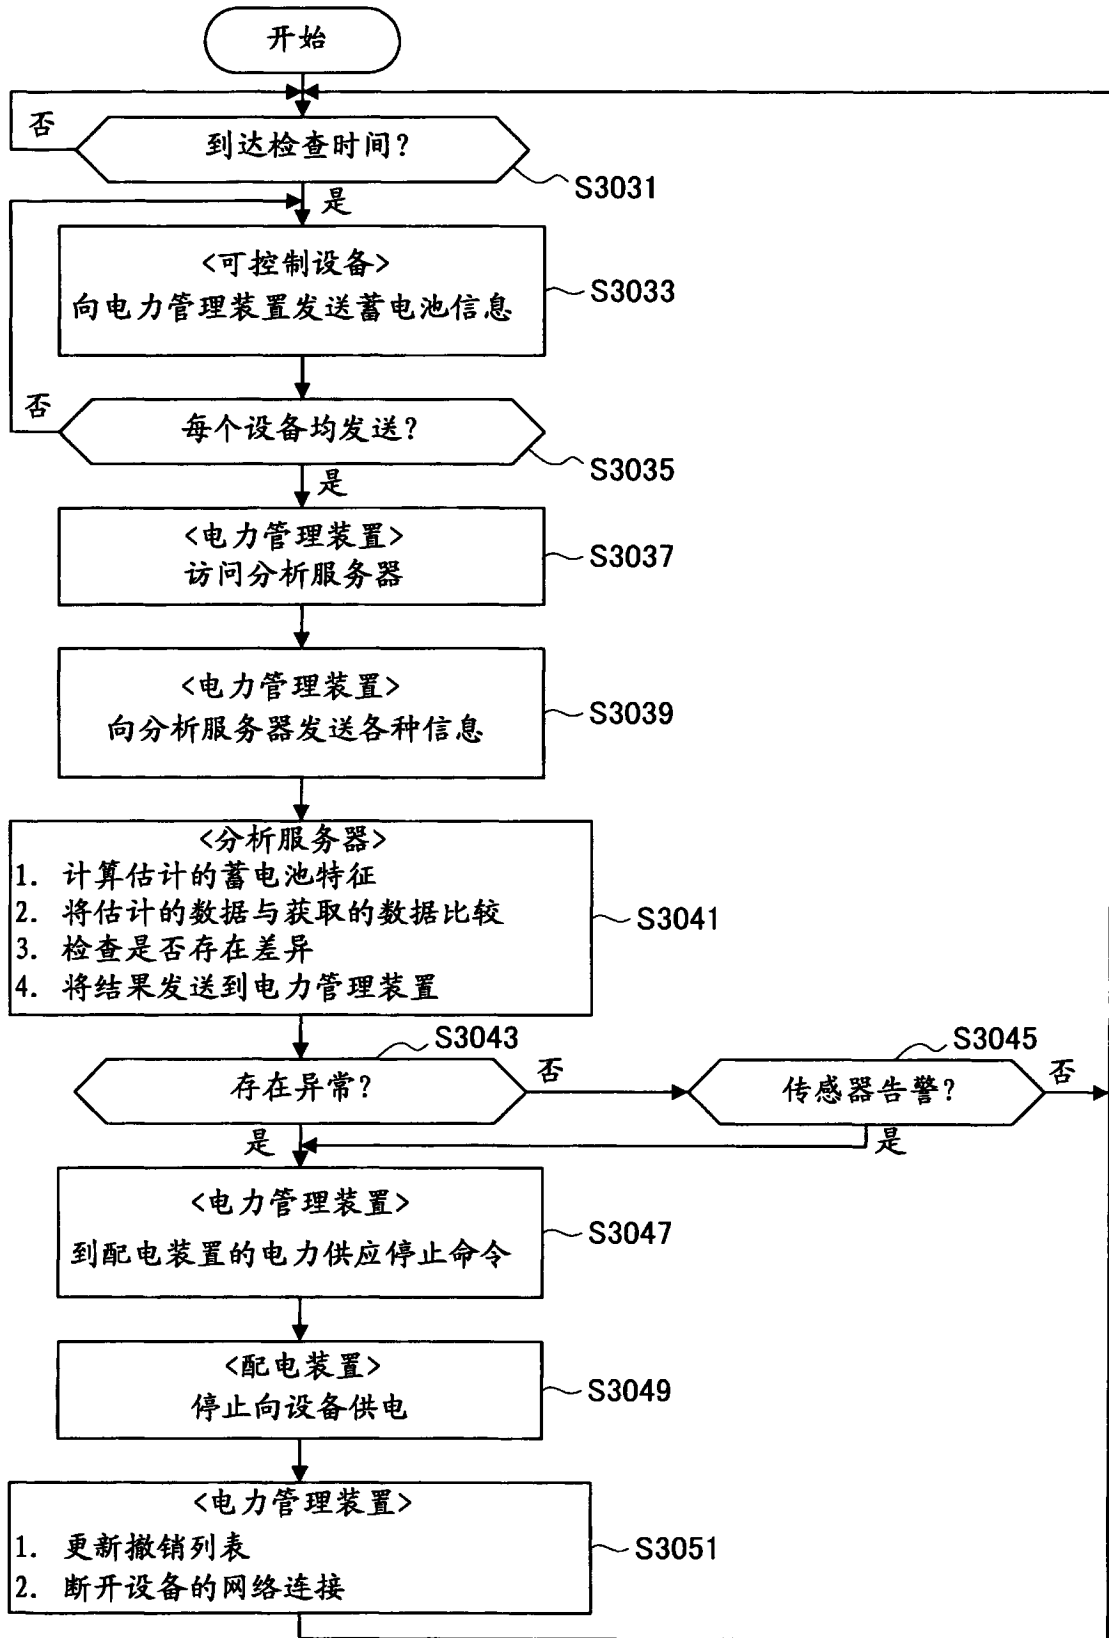 开始
否
到达检查时间?
S3031
是
<可控制设备>
向电力管理装置发送蓄电池信息
S3033
否
每个设备均发送?
S3035
是
<电力管理装置>
访问分析服务器
S3037
<电力管理装置>
向分析服务器发送各种信息
S3039
<分析服务器>
1. 计算估计的蓄电池特征
2. 将估计的数据与获取的数据比较
3. 检查是否存在差异
4. 将结果发送到电力管理装置
S3041
S3043
存在异常?
否
S3045
传感器告警?
否
是
是
<电力管理装置>
到配电装置的电力供应停止命令
S3047
<配电装置>
停止向设备供电
S3049
<电力管理装置>
1. 更新撤销列表
2. 断开设备的网络连接
S3051